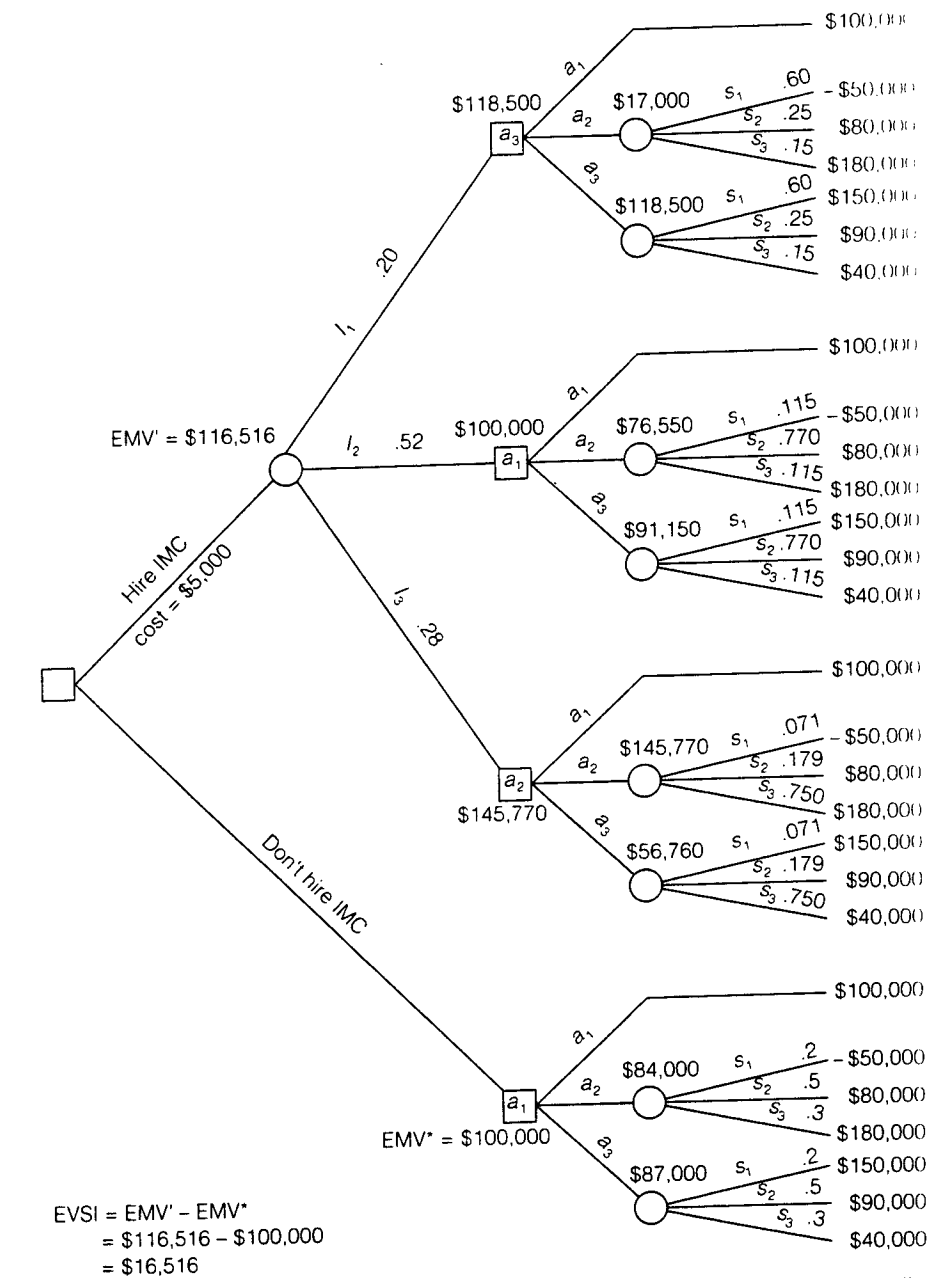 $100,000
a1
.60
$118,500 $17,000 s1 - $50,000
a2 s2 .25 $80,000
a3 s3 .15 $180,000
a3 s1 .60 $150,000
$118,500 s2 .25 $90,000
s3 .15 $40,000
.20
I1
$100,000
a1
s1 .115 - $50,000
EMV' = $116,516 I2 .52 $100,000 $76,550 s2 .770 $80,000
a1 a2 s3 .115 $180,000
a3 s1 .115 $150,000
$91,150 s2 .770 $90,000
Hire IMC s3 .115 $40,000
cost = $5,000
I3 .28
$100,000
a1
$145,770 s1 .071 - $50,000
a2 a2 s2 .179 $80,000
$145,770 s3 .750 $180,000
a3 s1 .071 $150,000
$56,760 s2 .179 $90,000
s3 .750 $40,000
Don't hire IMC
$100,000
a1
$84,000 s1 .2 - $50,000
a1 a2 s2 .5 $80,000
EMV* = $100,000 s3 .3 $180,000
a3 s1 .2 $150,000
$87,000 s2 .5 $90,000
s3 .3 $40,000
EVSI = EMV' – EMV*
= $116,516 – $100,000
= $16,516